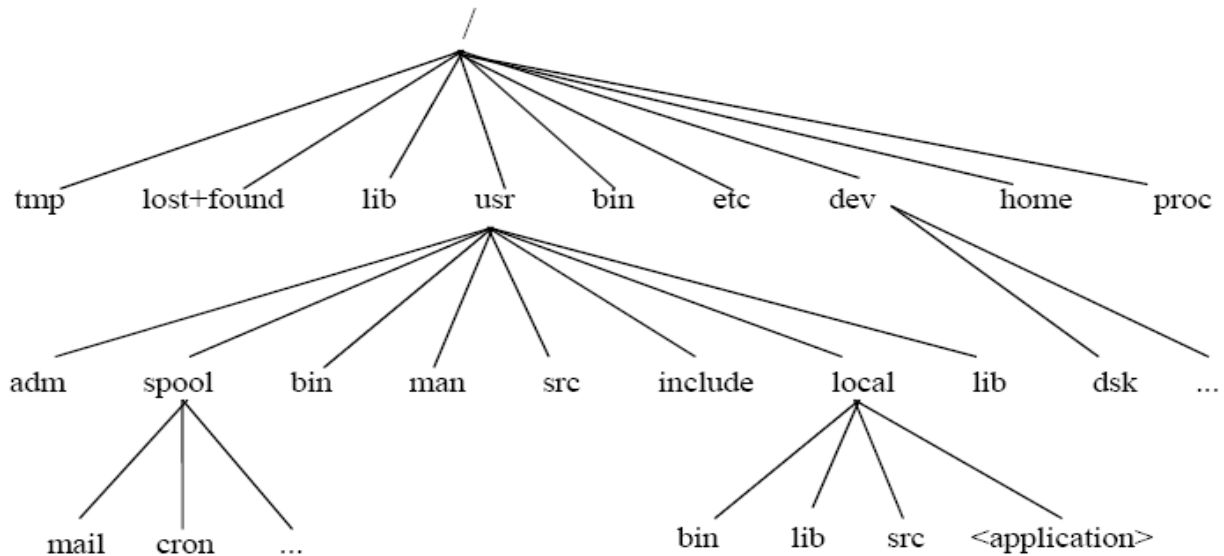 /
tmp lost+found lib usr bin etc dev home proc
adm spool bin man src include local lib dsk ...
mail cron ... bin lib src <application>